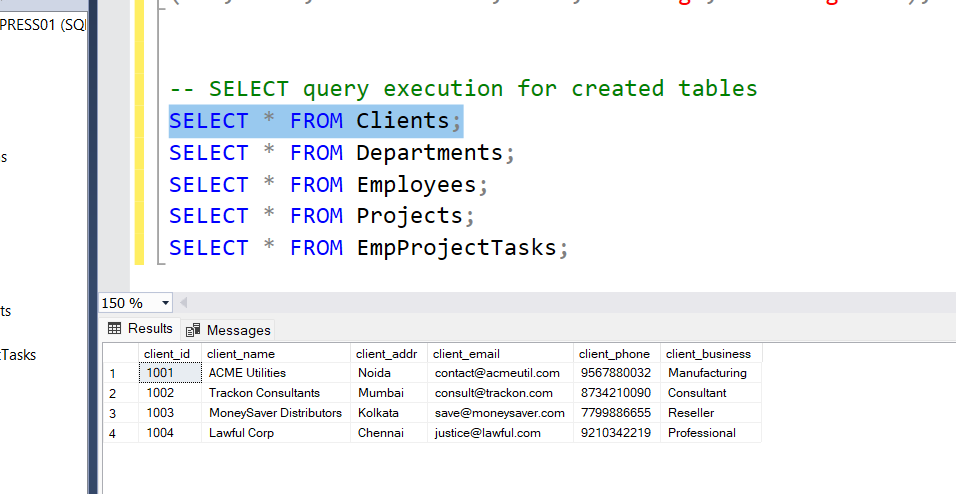 PRESS01 (SQ
-- SELECT query execution for created tables
SELECT * FROM Clients;
SELECT * FROM Departments;
SELECT * FROM Employees;
SELECT * FROM Projects;
SELECT * FROM EmpProjectTasks;
s
ts
Tasks
150 %
Results Messages
client_id client_name client_addr client_email client_phone client_business
1 1001 ACME Utilities Noida contact@acmeutil.com 9567880032 Manufacturing
2 1002 Trackon Consultants Mumbai consult@trackon.com 8734210090 Consultant
3 1003 MoneySaver Distributors Kolkata save@moneysaver.com 7799886655 Reseller
4 1004 Lawful Corp Chennai justice@lawful.com 9210342219 Professional